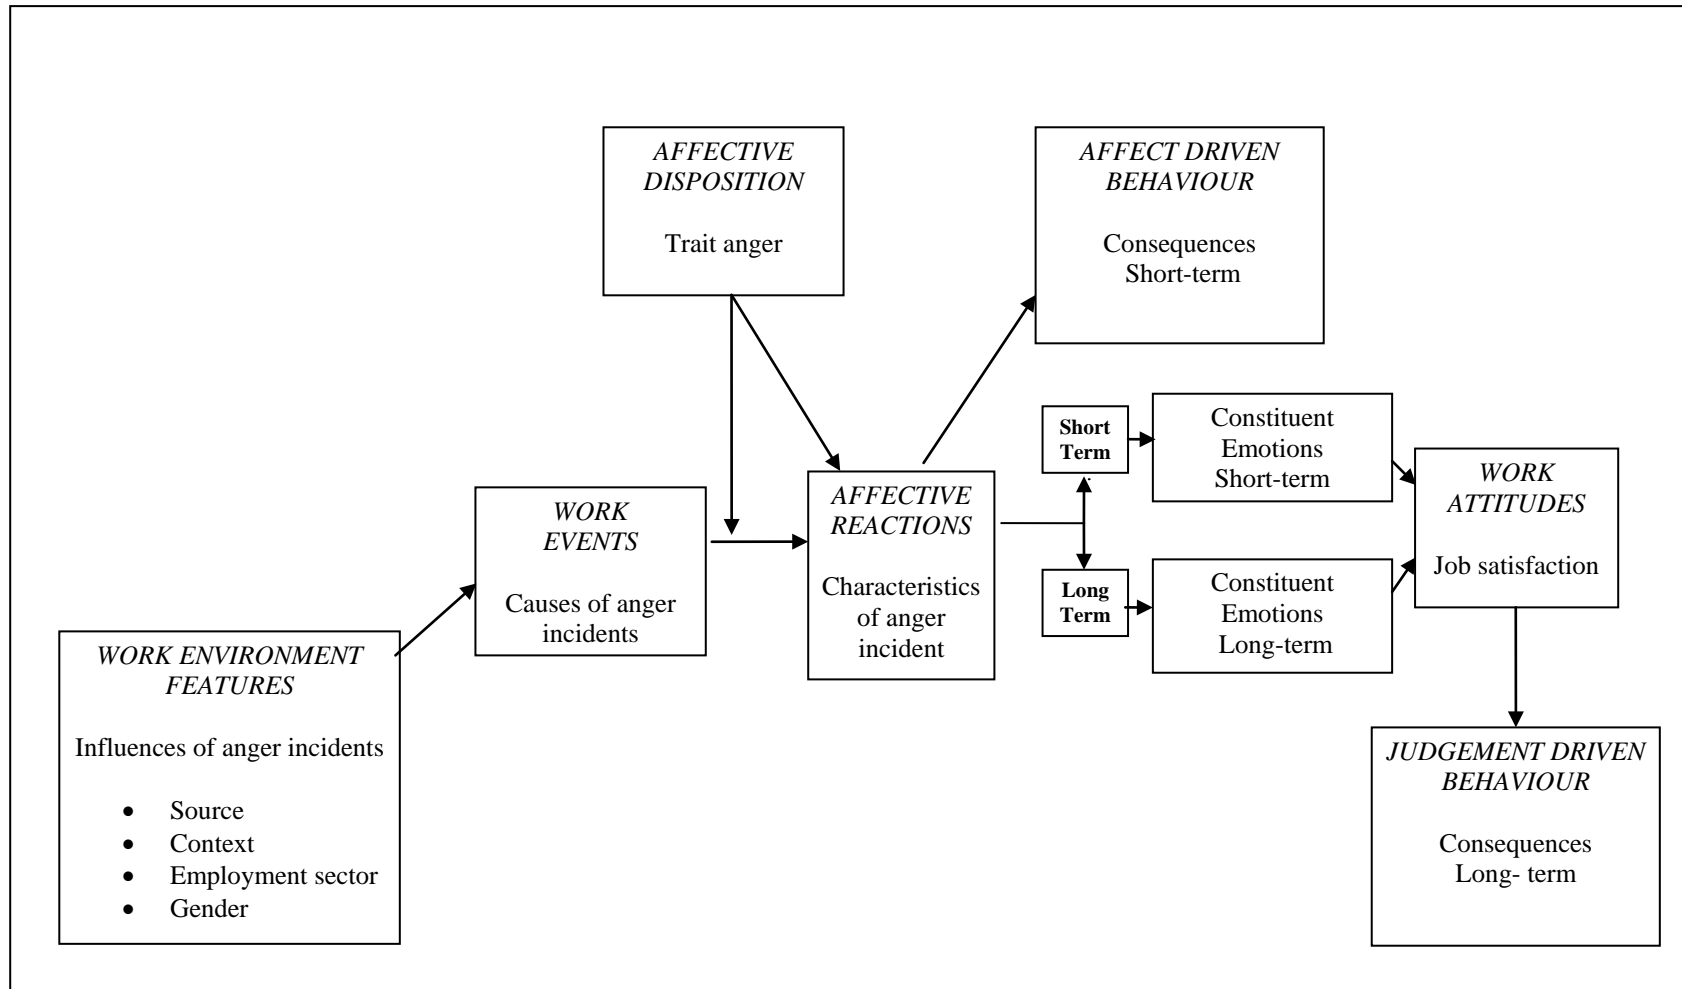 AFFECTIVE
DISPOSITION
Trait anger
AFFECT DRIVEN
BEHAVIOUR
Consequences
Short-term
WORK ENVIRONMENT
FEATURES
Influences of anger incidents
• Source
• Context
• Employment sector
• Gender
WORK
EVENTS
Causes of anger
incidents
AFFECTIVE
REACTIONS
Characteristics
of anger
incident
Short
Term
Constituent
Emotions
Short-term
Long
Term
Constituent
Emotions
Long-term
WORK
ATTITUDES
Job satisfaction
JUDGEMENT DRIVEN
BEHAVIOUR
Consequences
Long- term